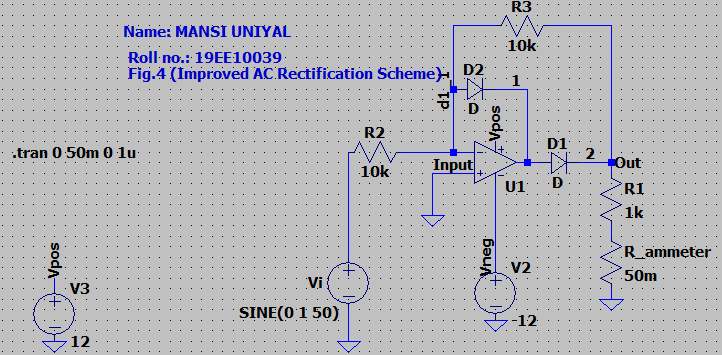 Name: MANSI UNIYAL
Roll no.: 19EE10039
Fig.4 (Improved AC Rectification Scheme)
R3
10k
D2
D
1
d1_1
.tran 0 50m 0 1u
R2
10k
Input
Vpos
U1
D1
D
2
Out
R1
1k
R_ammeter
50m
Vneg
V2
-12
Vi
SINE(0 1 50)
Vpos
V3
12